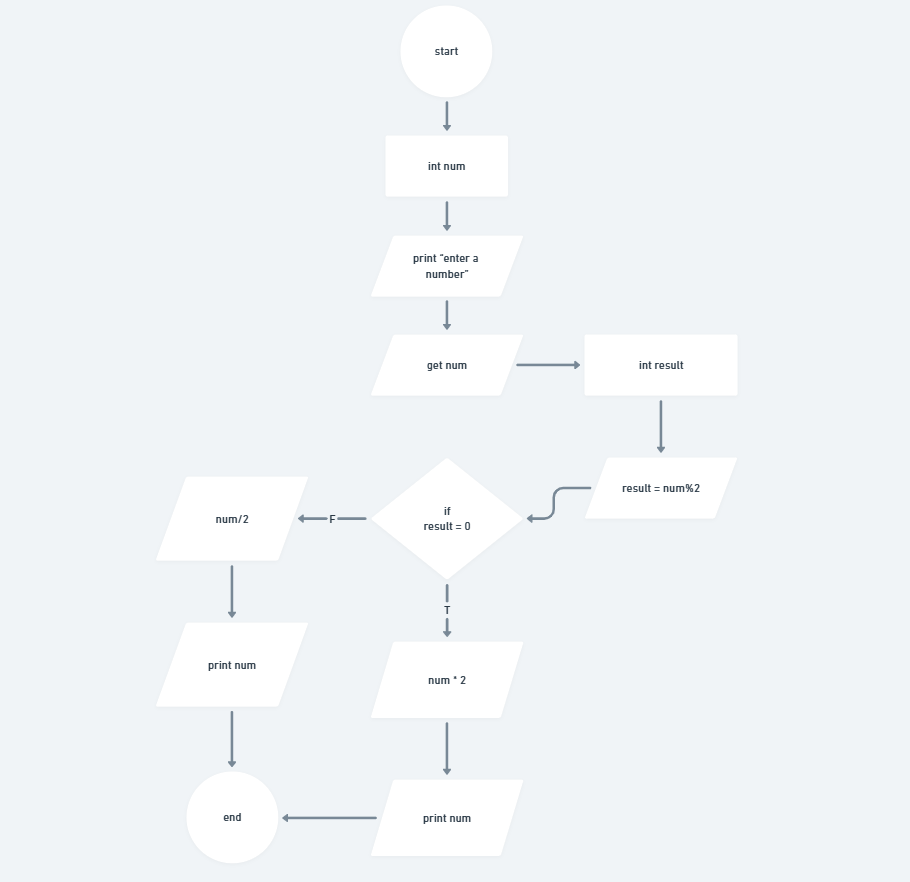 start
int num
print “enter a
number”
get num
int result
result = num%2
if
result = 0
F
num/2
T
print num
num * 2
end
print num